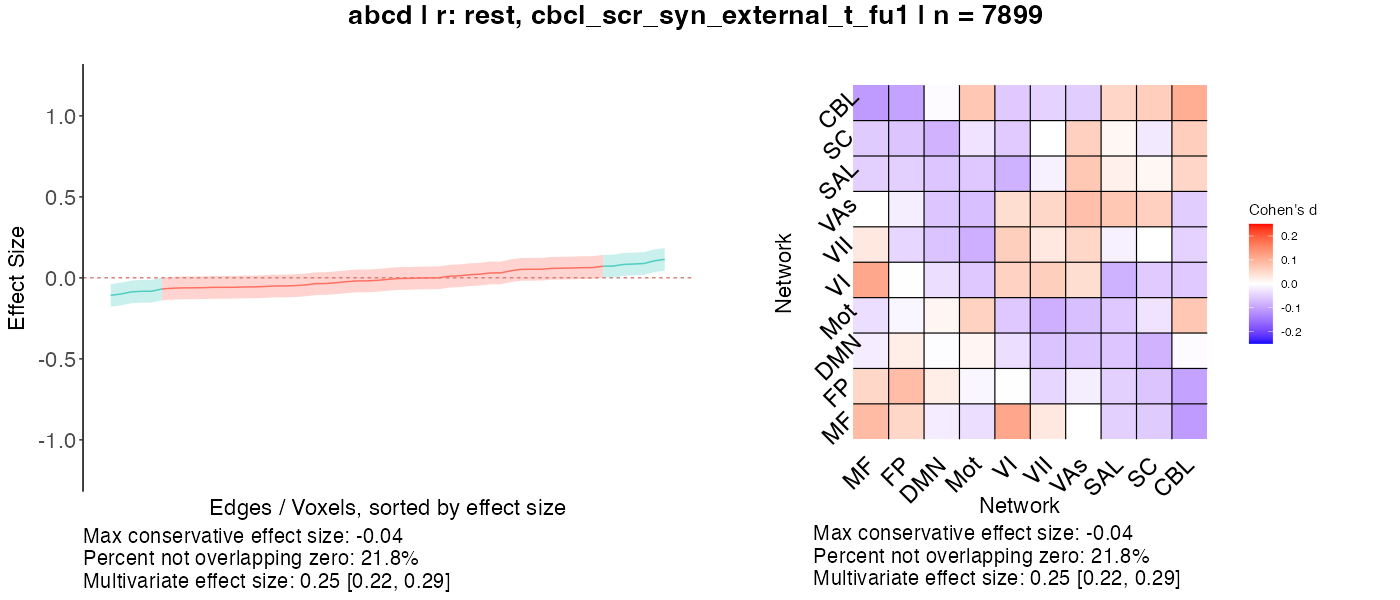 abcd | r: rest, cbcl_scr_syn_external_t_fu1 | n = 7899
Effect Size
1.0
0.5
0.0
-0.5
-1.0
Edges / Voxels, sorted by effect size
Max conservative effect size: -0.04
Percent not overlapping zero: 21.8%
Multivariate effect size: 0.25 [0.22, 0.29]
Network
CBL
SC
SAL
VAs
VII
VI
Mot
DMN
FP
MF
MF
FP
DMN
Mot
VI
VII
VAs
SAL
SC
CBL
Network
Max conservative effect size: -0.04
Percent not overlapping zero: 21.8%
Multivariate effect size: 0.25 [0.22, 0.29]
Cohen's d
0.2
0.1
0.0
-0.1
-0.2